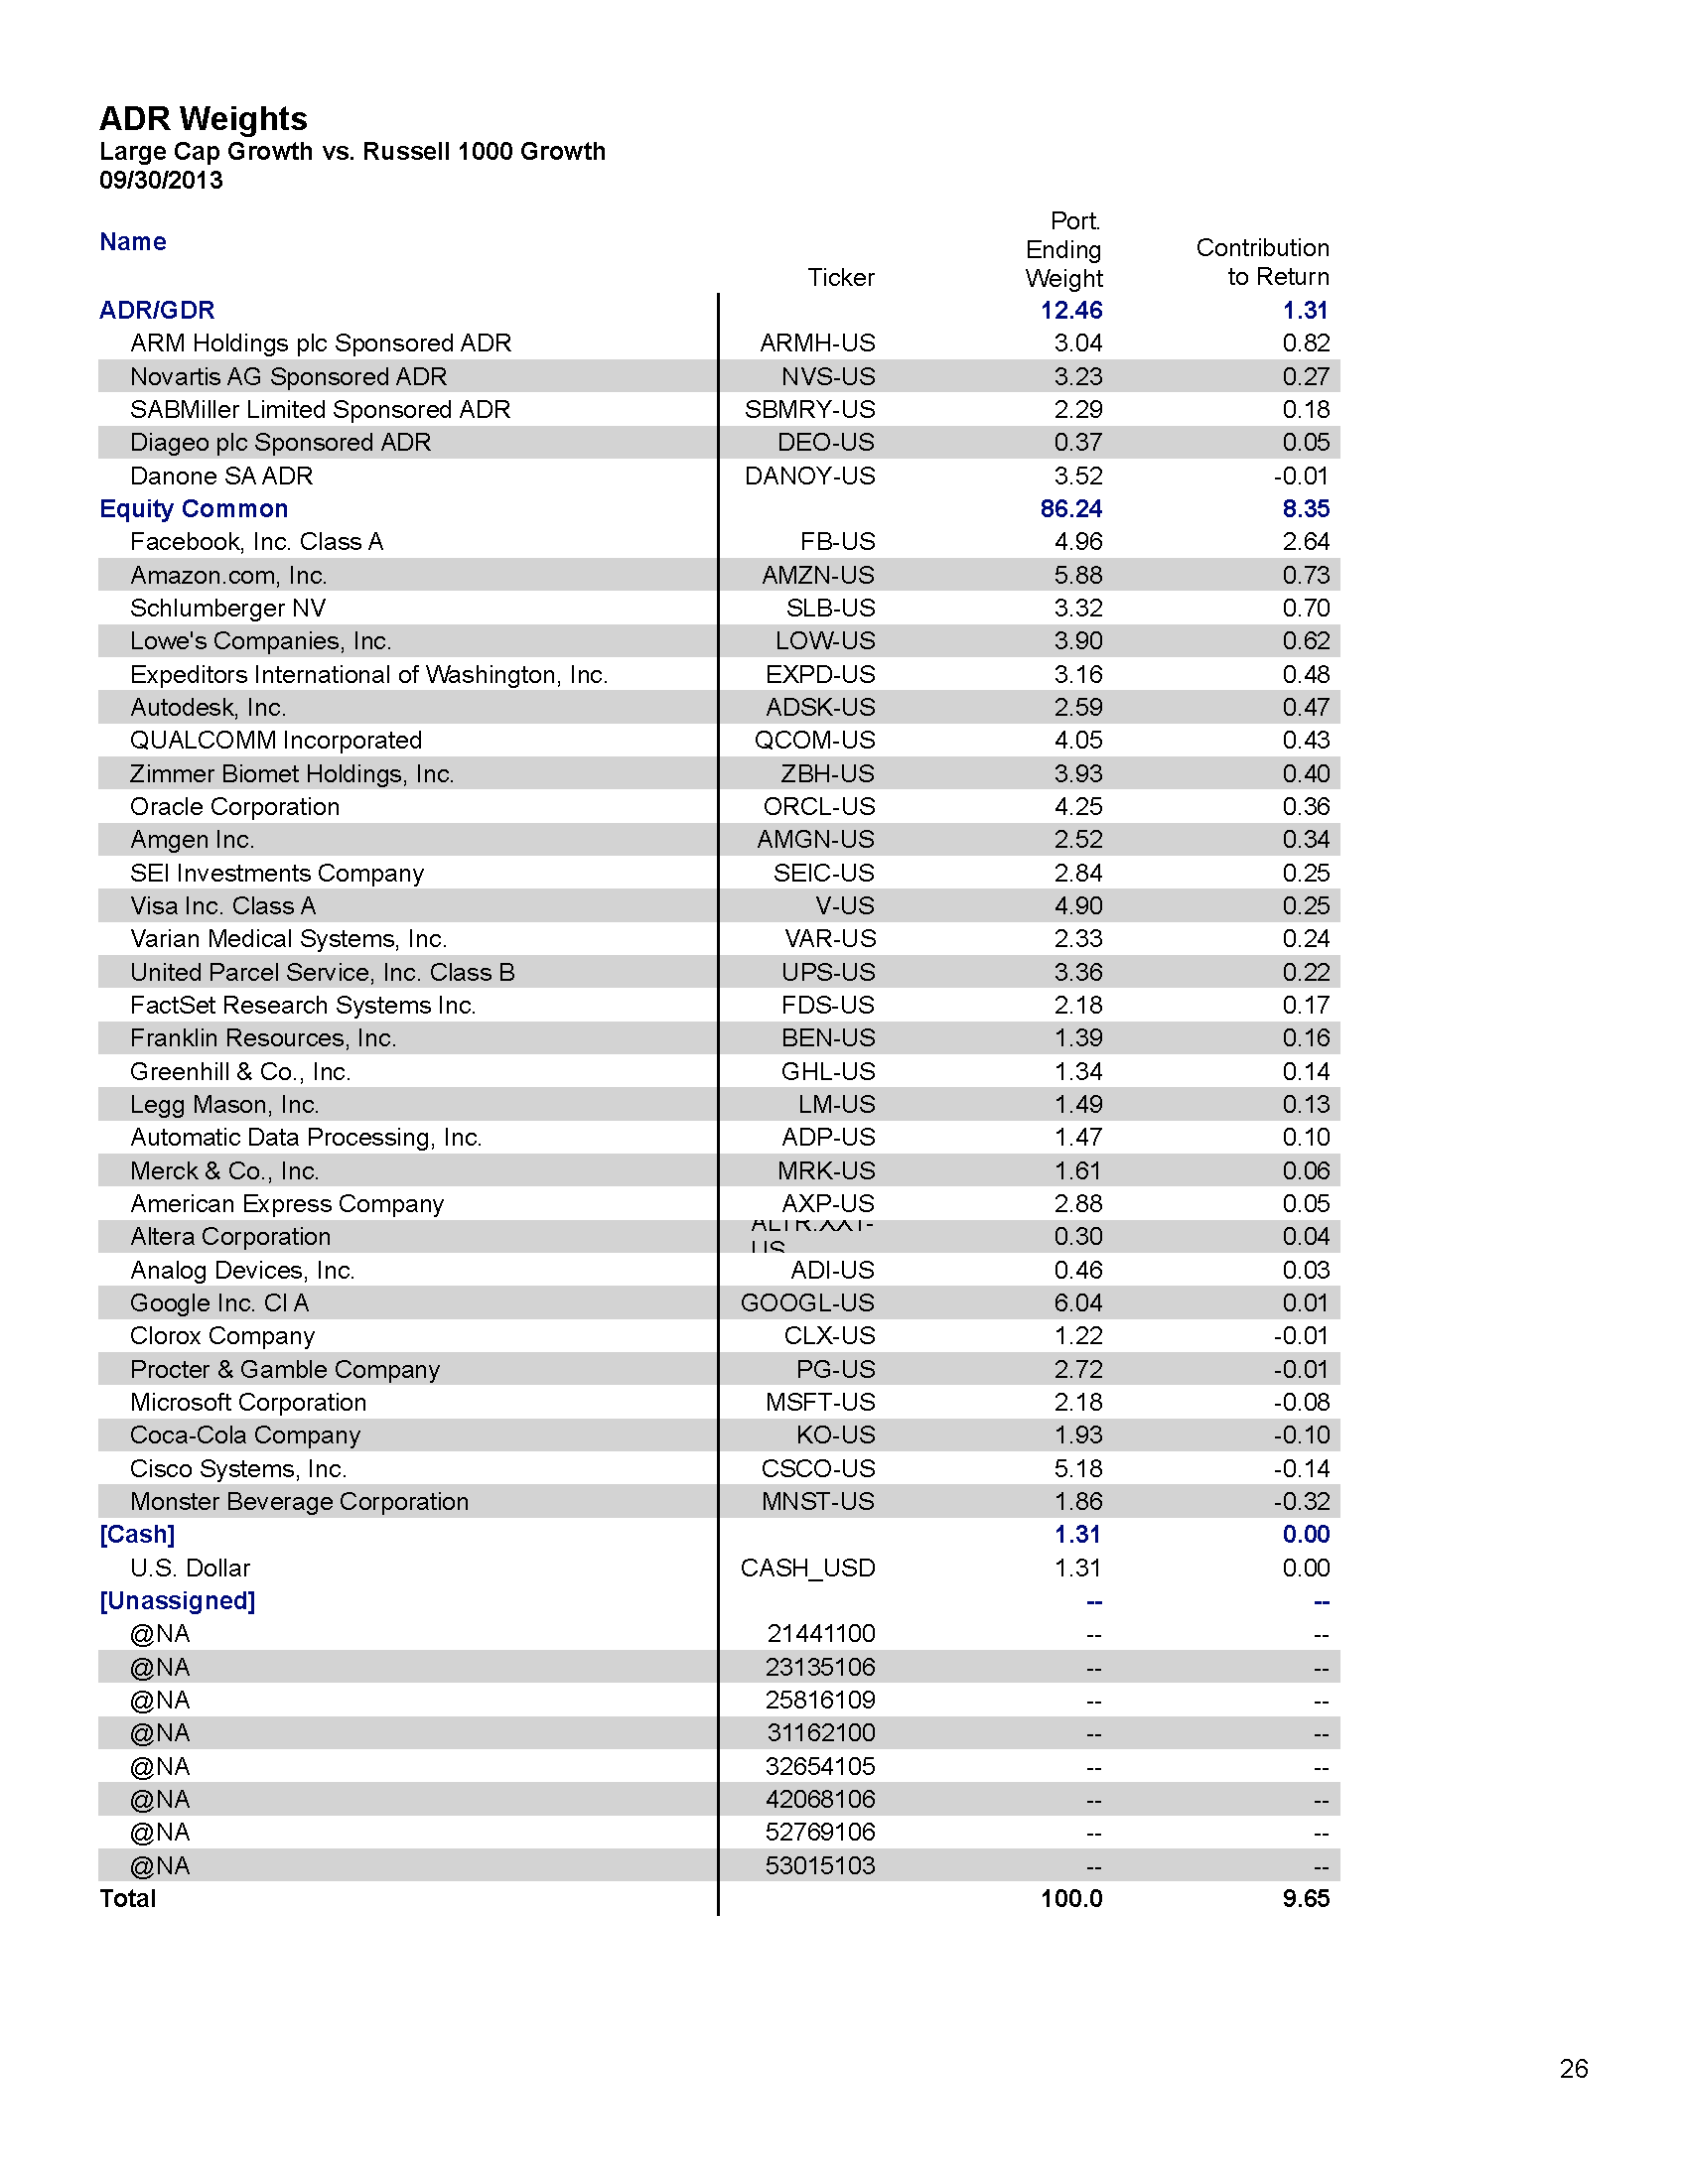 ADR Weights
Large Cap Growth vs. Russell 1000 Growth
09/30/2013
Name Ticker Port. Ending Weight Contribution to Return
ADR/GDR 12.46 1.31
ARM Holdings plc Sponsored ADR ARMH-US 3.04 0.82
Novartis AG Sponsored ADR NVS-US 3.23 0.27
SABMiller Limited Sponsored ADR SBMRY-US 2.29 0.18
Diageo plc Sponsored ADR DEO-US 0.37 0.05
Danone SA ADR DANOY-US 3.52 -0.01
Equity Common 86.24 8.35
Facebook, Inc. Class A FB-US 4.96 2.64
Amazon.com, Inc. AMZN-US 5.88 0.73
Schlumberger NV SLB-US 3.32 0.70
Lowe's Companies, Inc. LOW-US 3.90 0.62
Expeditors International of Washington, Inc. EXPD-US 3.16 0.48
Autodesk, Inc. ADSK-US 2.59 0.47
QUALCOMM Incorporated QCOM-US 4.05 0.43
Zimmer Biomet Holdings, Inc. ZBH-US 3.93 0.40
Oracle Corporation ORCL-US 4.25 0.36
Amgen Inc. AMGN-US 2.52 0.34
SEI Investments Company SEIC-US 2.84 0.25
Visa Inc. Class A V-US 4.90 0.25
Varian Medical Systems, Inc. VAR-US 2.33 0.24
United Parcel Service, Inc. Class B UPS-US 3.36 0.22
FactSet Research Systems Inc. FDS-US 2.18 0.17
Franklin Resources, Inc. BEN-US 1.39 0.16
Greenhill & Co., Inc. GHL-US 1.34 0.14
Legg Mason, Inc. LM-US 1.49 0.13
Automatic Data Processing, Inc. ADP-US 1.47 0.10
Merck & Co., Inc. MRK-US 1.61 0.06
American Express Company AXP-US 2.88 0.05
Altera Corporation 0.30 0.04
Analog Devices, Inc. ADI-US 0.46 0.03
Google Inc. Cl A GOOGL-US 6.04 0.01
Clorox Company CLX-US 1.22 -0.01
Procter & Gamble Company PG-US 2.72 -0.01
Microsoft Corporation MSFT-US 2.18 -0.08
Coca-Cola Company KO-US 1.93 -0.10
Cisco Systems, Inc. CSCO-US 5.18 -0.14
Monster Beverage Corporation MNST-US 1.86 -0.32
[Cash] 1.31 0.00
U.S. Dollar CASH_USD 1.31 0.00
[Unassigned] -- --
@NA 21441100 -- --
@NA 23135106 -- --
@NA 25816109 -- --
@NA 31162100 -- --
@NA 32654105 -- --
@NA 42068106 -- --
@NA 52769106 -- --
@NA 53015103 -- --
Total 100.0 9.65
26